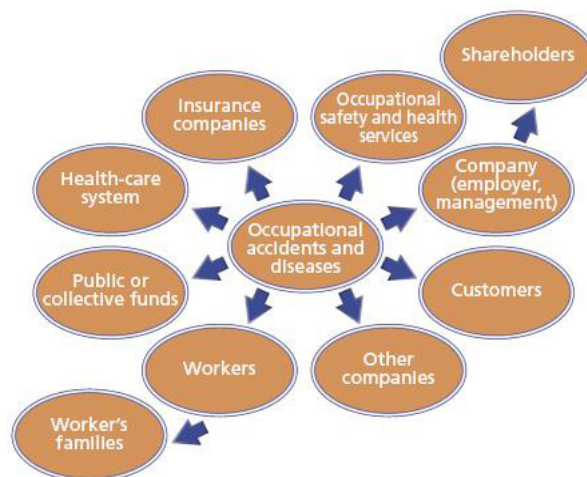 Shareholders
Insurance
companies
Occupational
safety and health
services
Health-care
system
Company
(employer,
management)
Occupational
accidents and
diseases
Public or
collective funds
Customers
Workers
Other
companies
Worker's
families